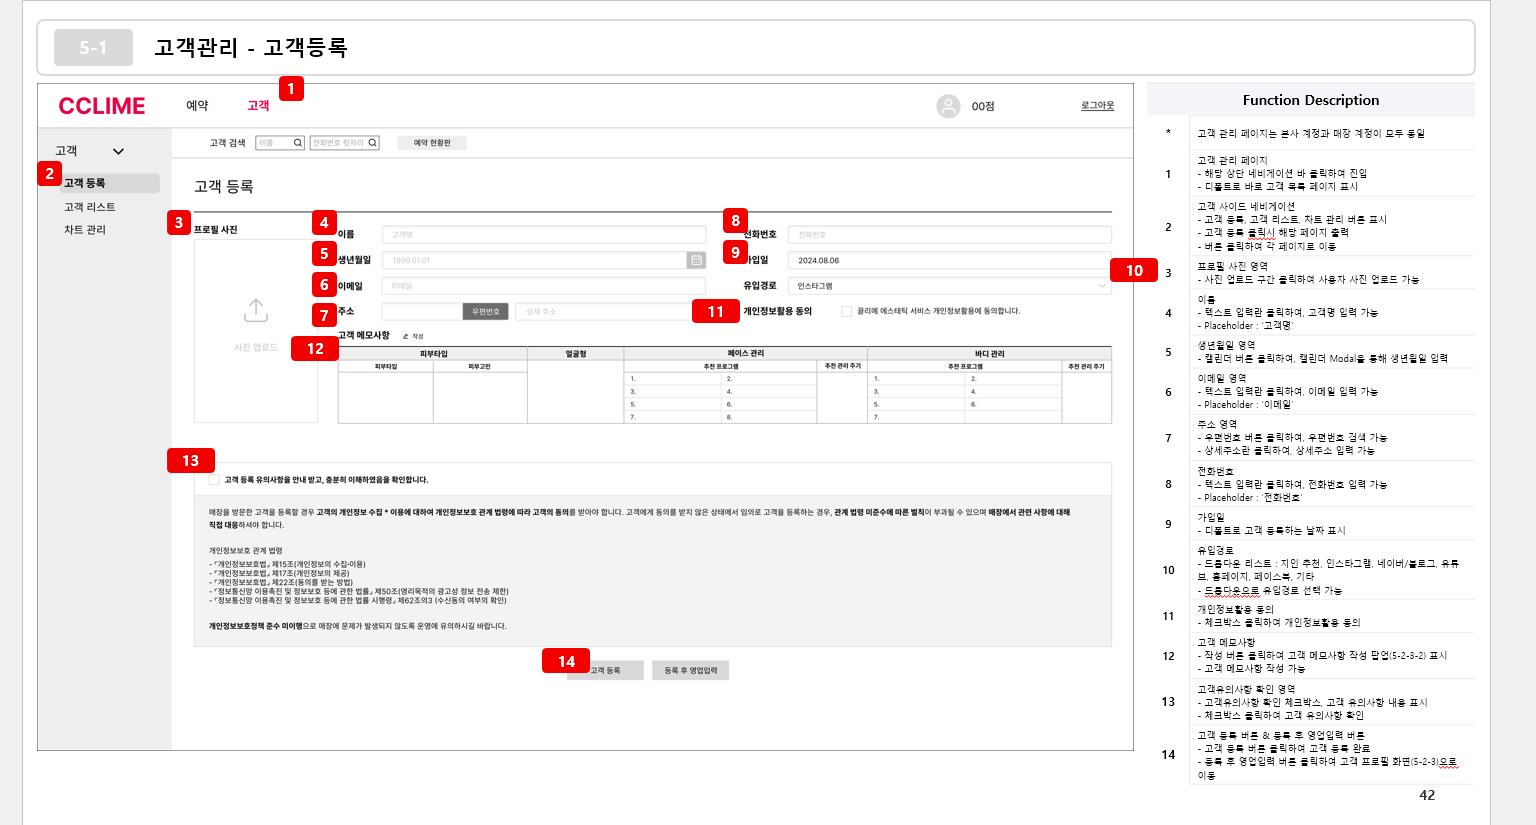 5-1
고객관리 - 고객등록
CCLIME
예약
고객
1
00점
로그아웃
고객
2
고객 등록
고객 리스트
차트 관리
고객 검색
이름
전화번호 뒷자리
예약 현황판
고객 등록
3
프로필 사진
사진 업로드
4
이름
고객명
5
생년월일
1999.01.01
6
이메일
이메일
7
주소
우편번호
상세 주소
8
전화번호
전화번호
9
가입일
2024.08.06
10
유입경로
인스타그램
11
개인정보활용 동의
끌리메 에스테틱 서비스 개인정보활용에 동의합니다.
12
고객 메모사항
작성
피부타입
얼굴형
페이스 관리
바디 관리
피부타입
피부고민
추천 프로그램
추천 관리 주기
추천 프로그램
추천 관리 주기
1.
2.
1.
2.
3.
4.
3.
4.
5.
6.
5.
6.
7.
8.
7.
13
고객 등록 유의사항을 안내 받고, 충분히 이해하였음을 확인합니다.
매장을 방문한 고객을 등록할 경우 고객의 개인정보 수집 * 이용에 대하여 개인정보보호 관계 법령에 따라 고객의 동의를 받아야 합니다. 고객에게 동의를 받지 않은 상태에서 임의로 고객을 등록하는 경우, 관계 법령 미준수에 따른 벌칙이 부과될 수 있으며 매장에서 관련 사항에 대해
직접 대응하셔야 합니다.
개인정보보호 관계 법령
- 「개인정보보호법」 제15조(개인정보의 수집·이용)
- 「개인정보보호법」 제17조(개인정보의 제공)
- 「개인정보보호법」 제22조(동의를 받는 방법)
- 「정보통신망 이용촉진 및 정보보호 등에 관한 법률」 제50조(영리목적의 광고성 정보 전송 제한)
- 「정보통신망 이용촉진 및 정보보호 등에 관한 법률 시행령」 제62조의3 (수신동의 여부의 확인)
개인정보보호정책 준수 미이행으로 매장에 문제가 발생되지 않도록 운영에 유의하시길 바랍니다.
14
고객 등록
등록 후 영업입력
Function Description
*
고객 관리 페이지는 본사 계정과 매장 계정이 모두 동일
1
고객 관리 페이지
- 해당 상단 네비게이션 바 클릭하여 진입
- 디폴트로 바로 고객 목록 페이지 표시
2
고객 사이드 네비게이션
- 고객 등록, 고객 리스트, 차트 관리 버튼 표시
- 고객 등록 클릭시 해당 페이지 출력
- 버튼 클릭하여 각 페이지로 이동
3
프로필 사진 영역
- 사진 업로드 구간 클릭하여 사용자 사진 업로드 가능
4
이름
- 텍스트 입력란 클릭하여, 고객명 입력 가능
- Placeholder : '고객명'
5
생년월일 영역
- 캘린더 버튼 클릭하여, 캘린더 Modal을 통해 생년월일 입력
6
이메일 영역
- 텍스트 입력란 클릭하여, 이메일 입력 가능
- Placeholder : '이메일'
7
주소 영역
- 우편번호 버튼 클릭하여, 우편번호 검색 가능
- 상세주소란 클릭하여, 상세주소 입력 가능
8
전화번호
- 텍스트 입력란 클릭하여, 전화번호 입력 가능
- Placeholder : '전화번호'
9
가입일
- 디폴트로 고객 등록하는 날짜 표시
10
유입경로
- 드롭다운 리스트 : 지인 추천, 인스타그램, 네이버/블로그, 유튜
브, 홈페이지, 페이스북, 기타
- 드롭다운으로 유입경로 선택 가능
11
개인정보활용 동의
- 체크박스 클릭하여 개인정보활용 동의
12
고객 메모사항
- 작성 버튼 클릭하여 고객 메모사항 작성 팝업(5-2-3-2) 표시
- 고객 메모사항 작성 가능
13
고객유의사항 확인 영역
- 고객유의사항 확인 체크박스, 고객 유의사항 내용 표시
- 체크박스 클릭하여 고객 유의사항 확인
14
고객 등록 버튼 & 등록 후 영업입력 버튼
- 고객 등록 버튼 클릭하여 고객 등록 완료
- 등록 후 영업입력 버튼 클릭하여 고객 프로필 화면(5-2-3)으로
이동
42